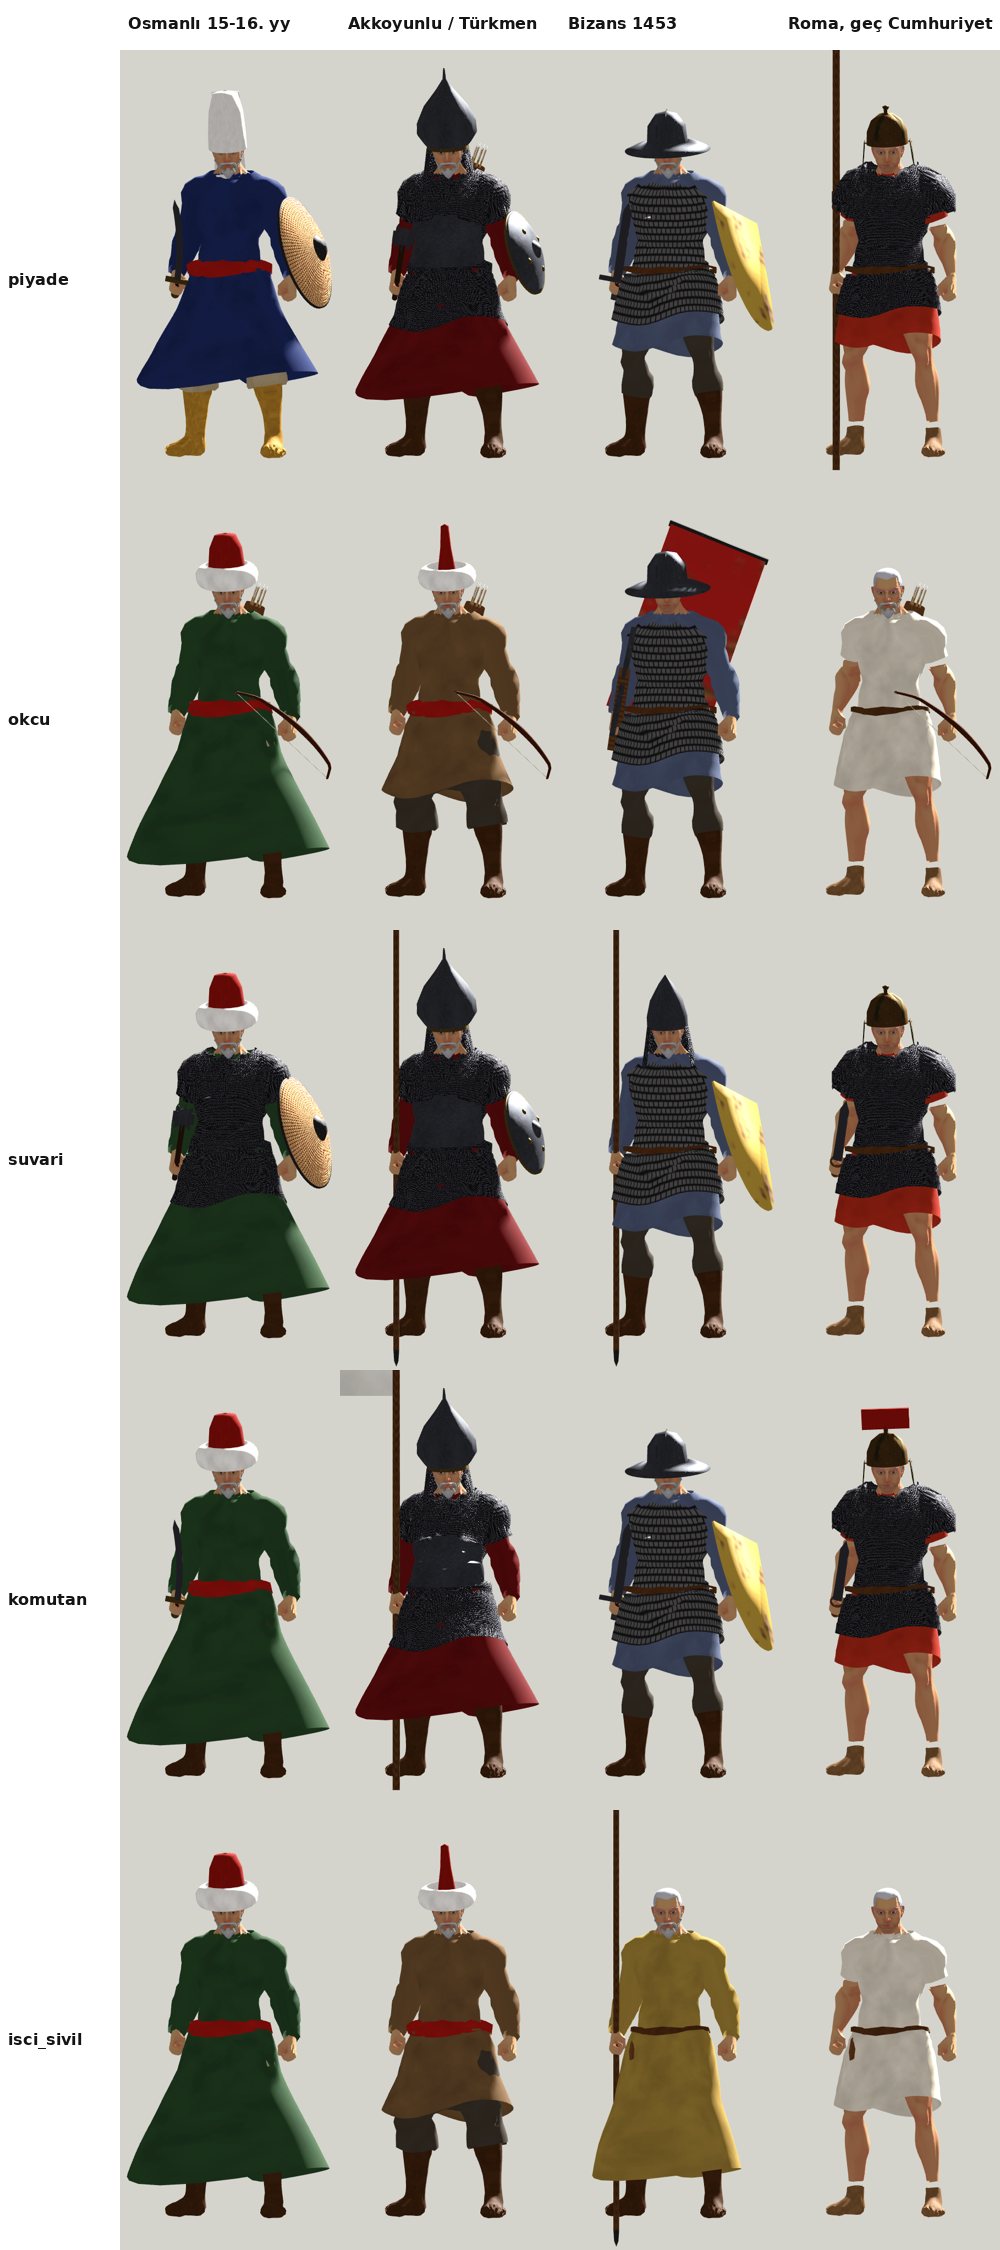 Osmanlı 15-16. yy Akkoyunlu / Türkmen Bizans 1453 Roma, geç Cumhuriyet
piyade
okcu
suvari
komutan
isci_sivil